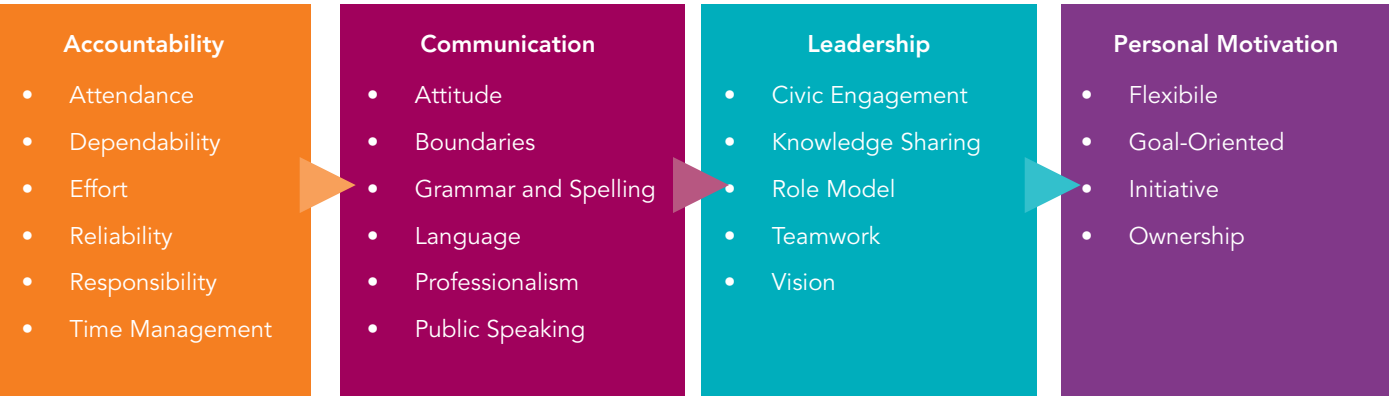 Accountability
• Attendance
• Dependability
• Effort
• Reliability
• Responsibility
• Time Management
Communication
• Attitude
• Boundaries
• Grammar and Spelling
• Language
• Professionalism
• Public Speaking
Leadership
• Civic Engagement
• Knowledge Sharing
• Role Model
• Teamwork
• Vision
Personal Motivation
• Flexibile
• Goal-Oriented
• Initiative
• Ownership